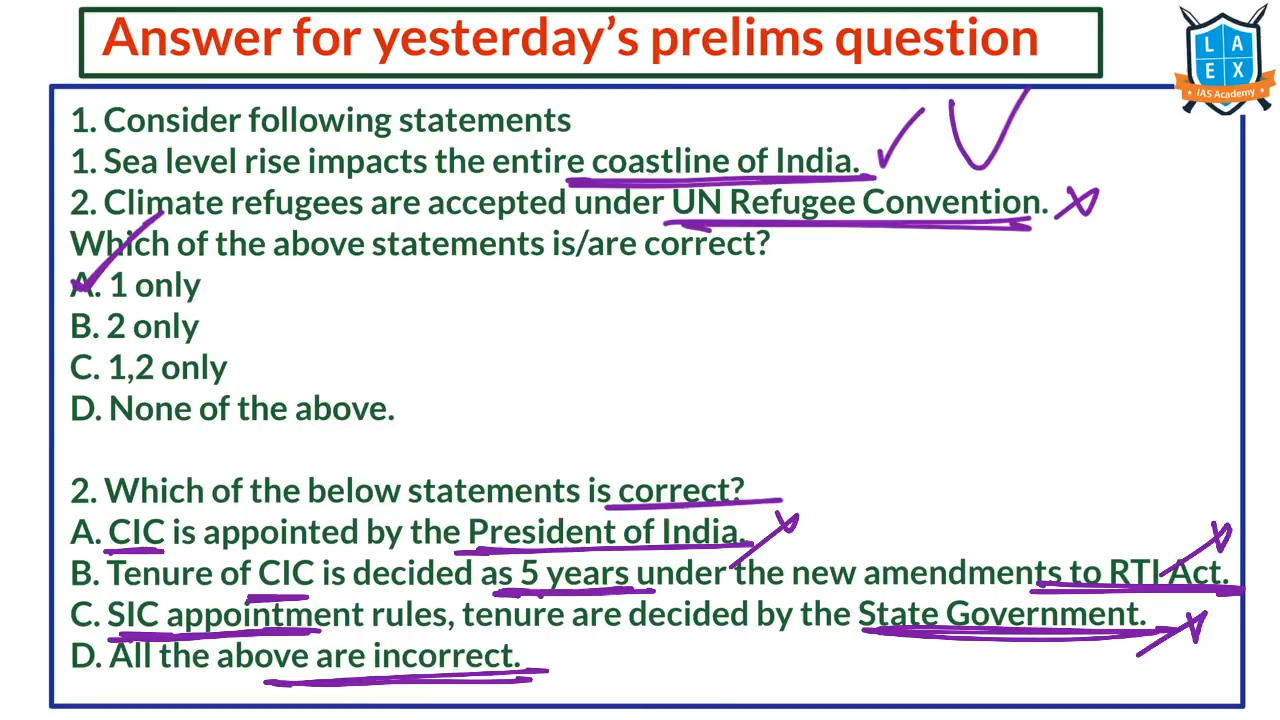 Answer for yesterday's prelims question
L A
E X
IAS Academy
1. Consider following statements
1. Sea level rise impacts the entire coastline of India.
2. Climate refugees are accepted under UN Refugee Convention.
Which of the above statements is/are correct?
A. 1 only
B. 2 only
C. 1,2 only
D. None of the above.
2. Which of the below statements is correct?
A. CIC is appointed by the President of India.
B. Tenure of CIC is decided as 5 years under the new amendments to RTI Act.
C. SIC appointment rules, tenure are decided by the State Government.
D. All the above are incorrect.